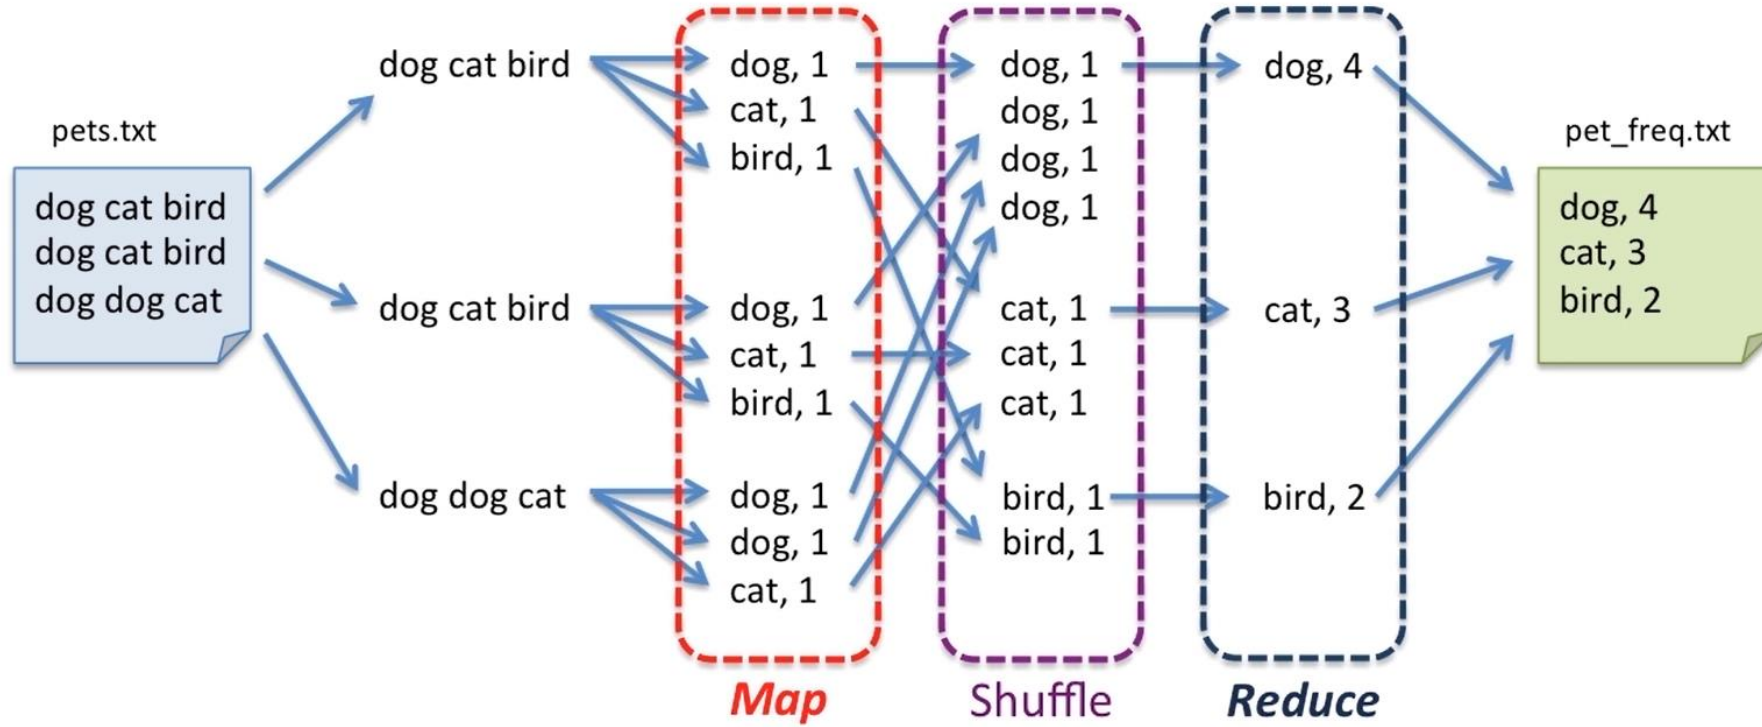 pets.txt
dog cat bird
dog cat bird
dog dog cat
dog cat bird
dog cat bird
dog dog cat
dog, 1
cat, 1
bird, 1
dog, 1
cat, 1
bird, 1
dog, 1
dog, 1
cat, 1
Map
dog, 1
dog, 1
dog, 1
dog, 1
cat, 1
cat, 1
cat, 1
bird, 1
bird, 1
Shuffle
dog, 4
cat, 3
bird, 2
Reduce
pet_freq.txt
dog, 4
cat, 3
bird, 2